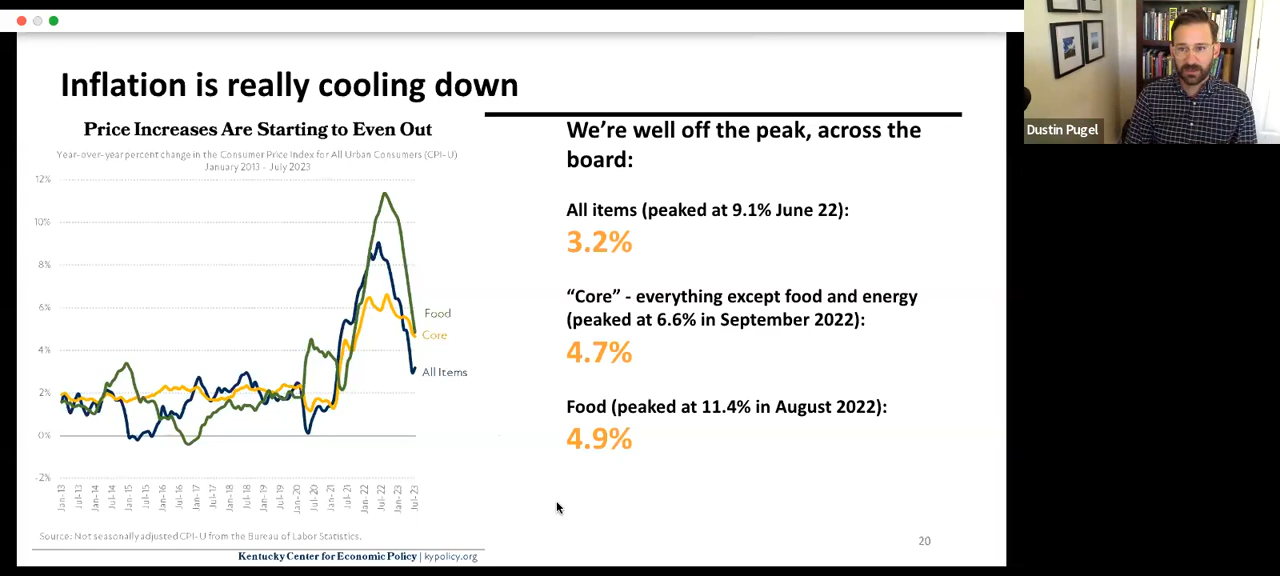 Inflation is really cooling down
Price Increases Are Starting to Even Out
Year-over-year percent change in the Consumer Price Index for All Urban Consumers (CPI-U)
January 2013 - July 2023
12%
10%
8%
6%
4%
2%
0%
-2%
Food
Core
All Items
Jan-13
Jul-13
Jan-14
Jul-14
Jan-15
Jul-15
Jan-16
Jul-16
Jan-17
Jul-17
Jan-18
Jul-18
Jan-19
Jul-19
Jan-20
Jul-20
Jan-21
Jul-21
Jan-22
Jul-22
Jan-23
Jul-23
Source: Not seasonally adjusted CPI-U from the Bureau of Labor Statistics.
Kentucky Center for Economic Policy | kypolicy.org
We’re well off the peak, across the
board:
All items (peaked at 9.1% June 22):
3.2%
“Core” - everything except food and energy
(peaked at 6.6% in September 2022):
4.7%
Food (peaked at 11.4% in August 2022):
4.9%
20
Dustin Pugel